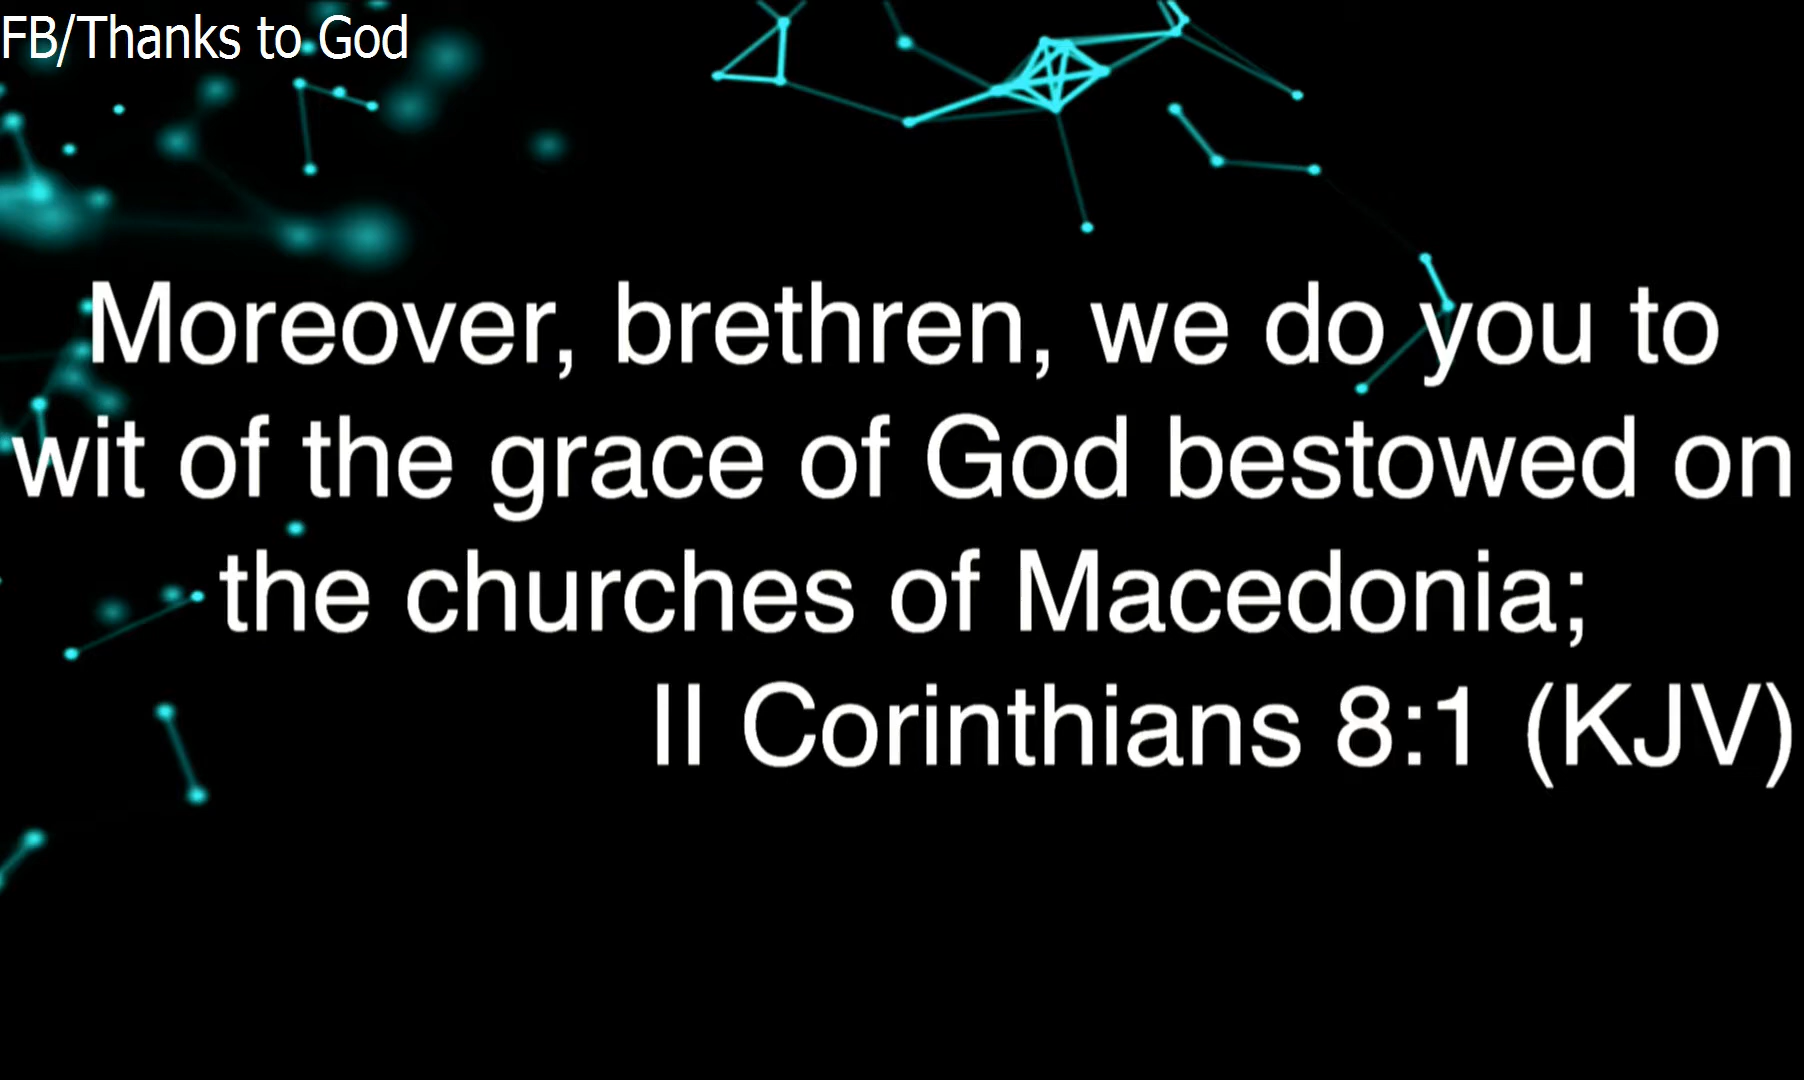 FB/Thanks to God
Moreover, brethren, we do you to
wit of the grace of God bestowed on
the churches of Macedonia;
II Corinthians 8:1 (KJV)